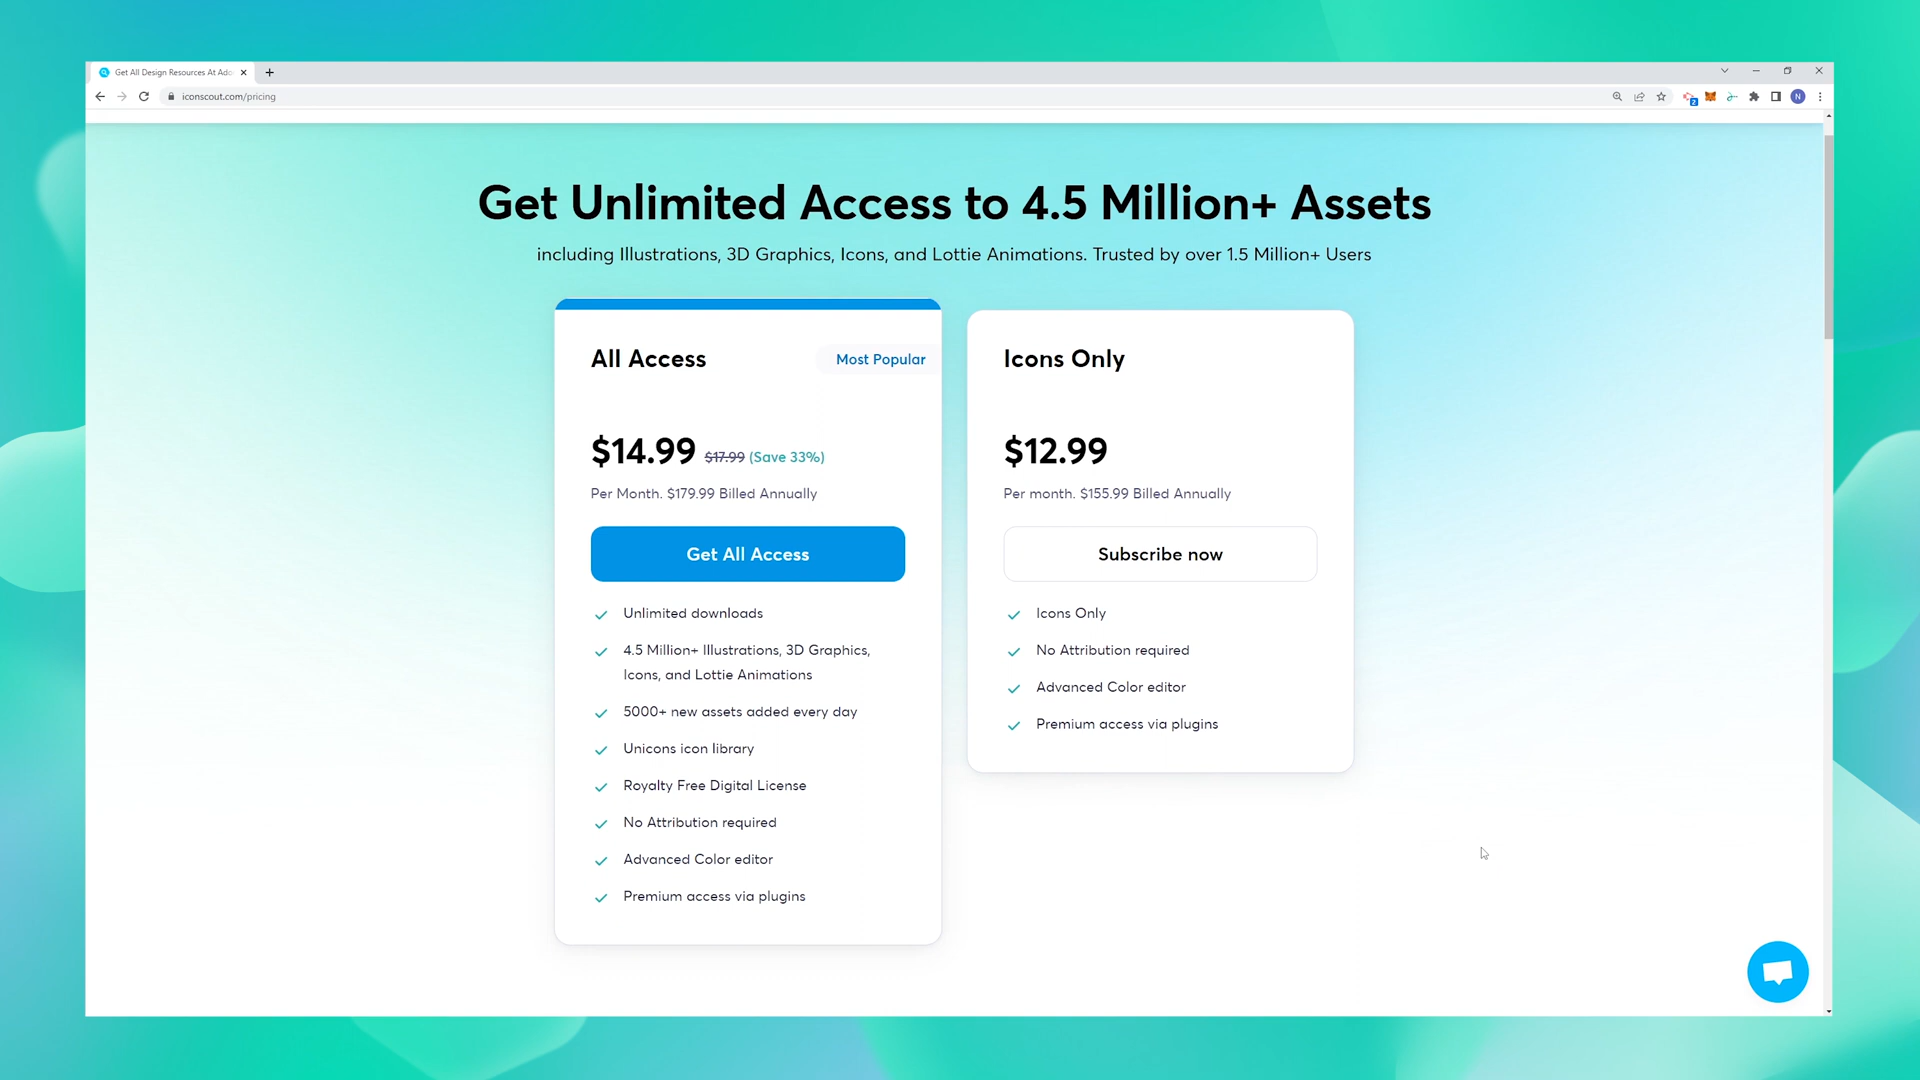 Get All Design Resources At Ado
iconscout.com/pricing
2
N
Get Unlimited Access to 4.5 Million+ Assets
including Illustrations, 3D Graphics, Icons, and Lottie Animations. Trusted by over 1.5 Million+ Users
All Access
Most Popular
$14.99 $17.99 (Save 33%)
Per Month. $179.99 Billed Annually
Get All Access
Unlimited downloads
4.5 Million+ Illustrations, 3D Graphics,
Icons, and Lottie Animations
5000+ new assets added every day
Unicons icon library
Royalty Free Digital License
No Attribution required
Advanced Color editor
Premium access via plugins
Icons Only
$12.99
Per month. $155.99 Billed Annually
Subscribe now
Icons Only
No Attribution required
Advanced Color editor
Premium access via plugins